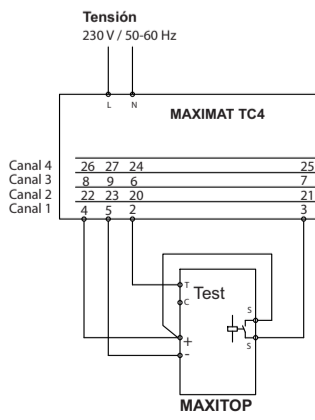 Tensión
230 V / 50-60 Hz
L N
MAXIMAT TC4
Canal 4 26 27 24 25
Canal 3 8 9 6 7
Canal 2 22 23 20 21
Canal 1 4 5 2 3
T
Test
C
S
+
S
-
MAXITOP